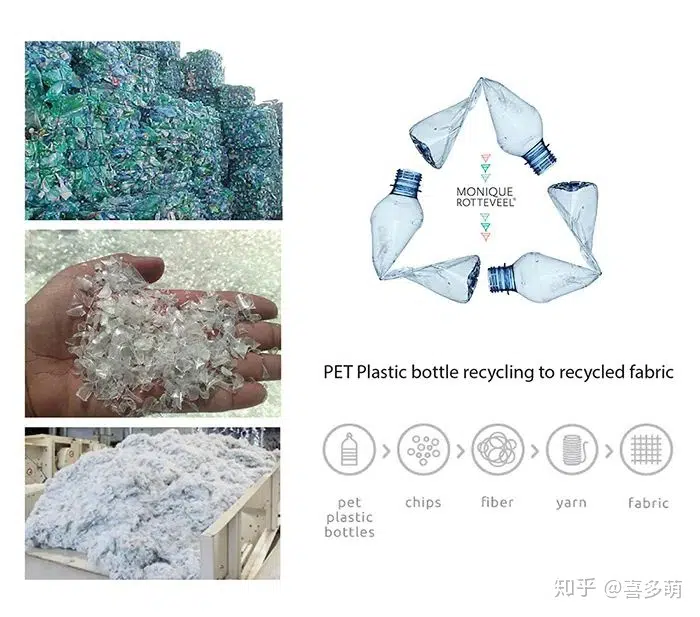 MONIQUE
ROTTEVEEL®
PET Plastic bottle recycling to recycled fabric
pet
plastic
bottles
chips
fiber
yarn
fabric
知乎 @喜多萌